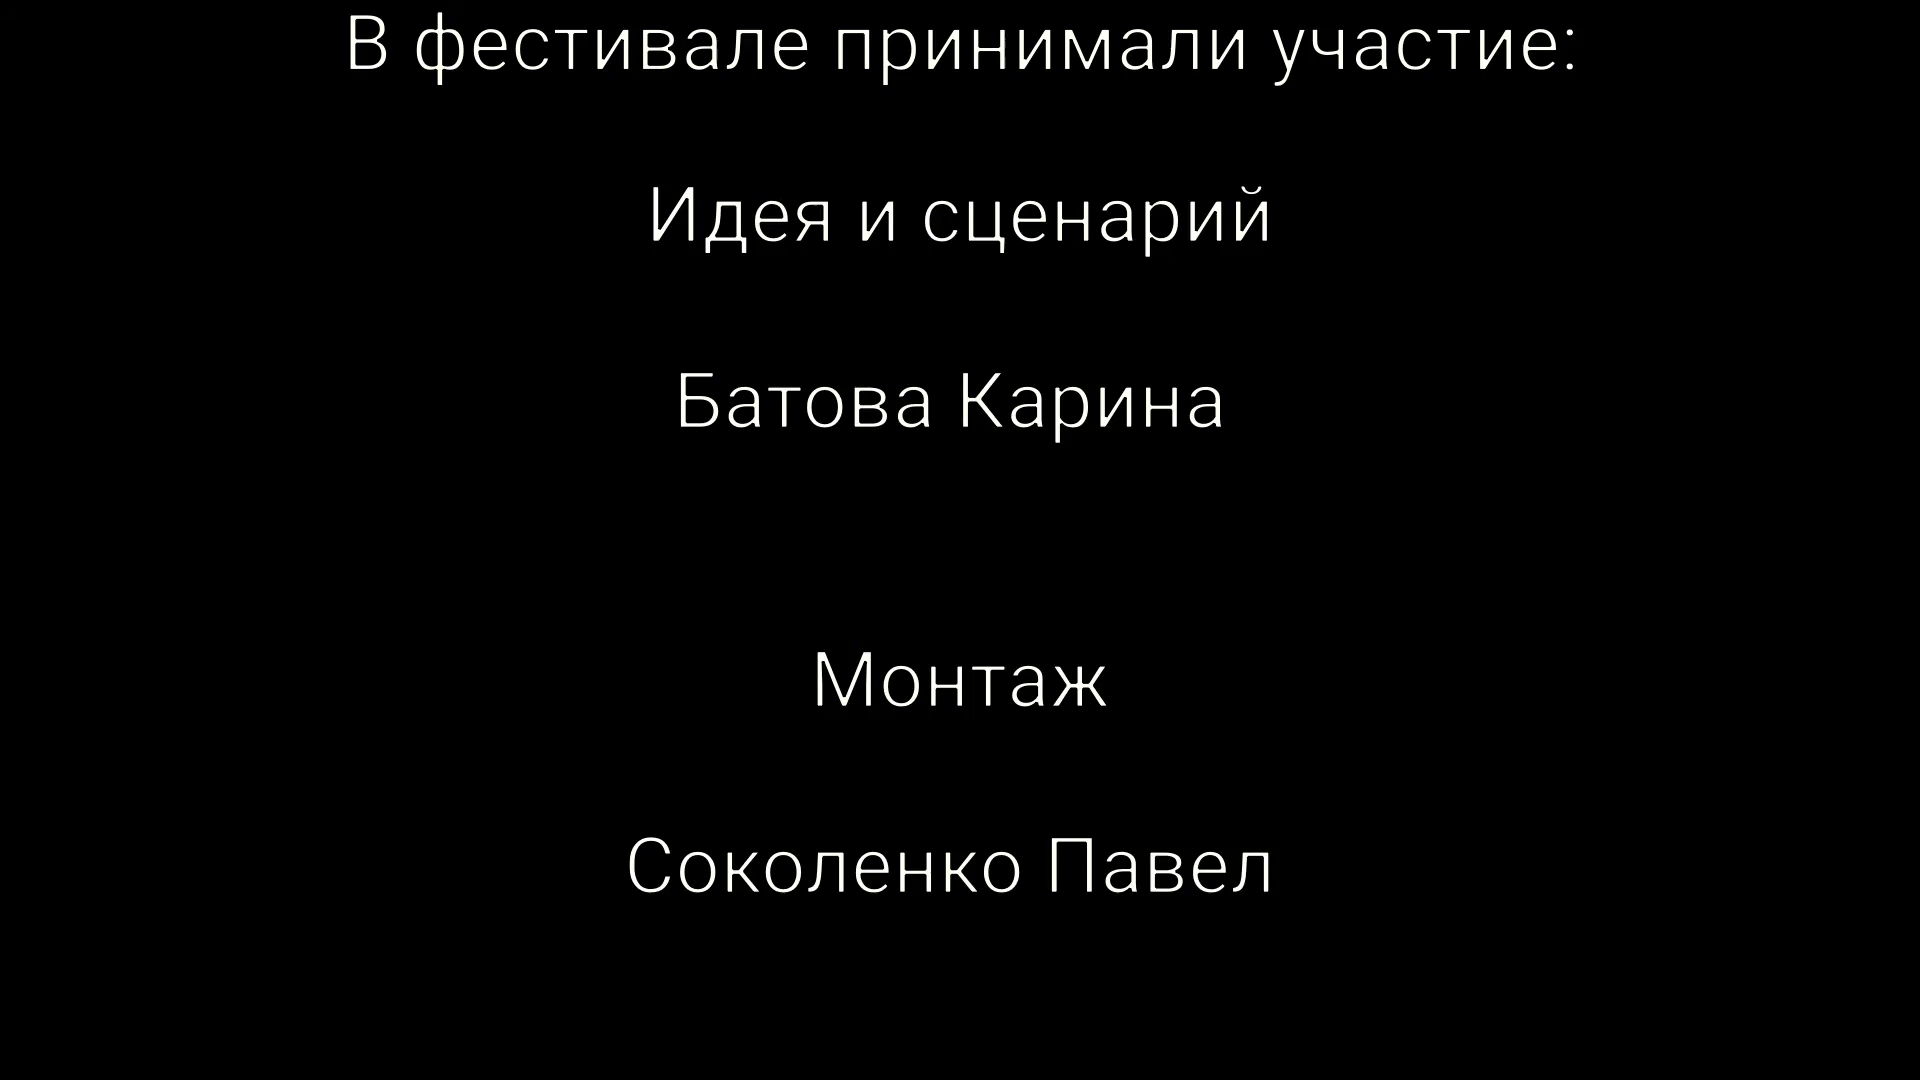 В фестивале принимали участие:
Идея и сценарий
Батова Карина
Монтаж
Соколенко Павел